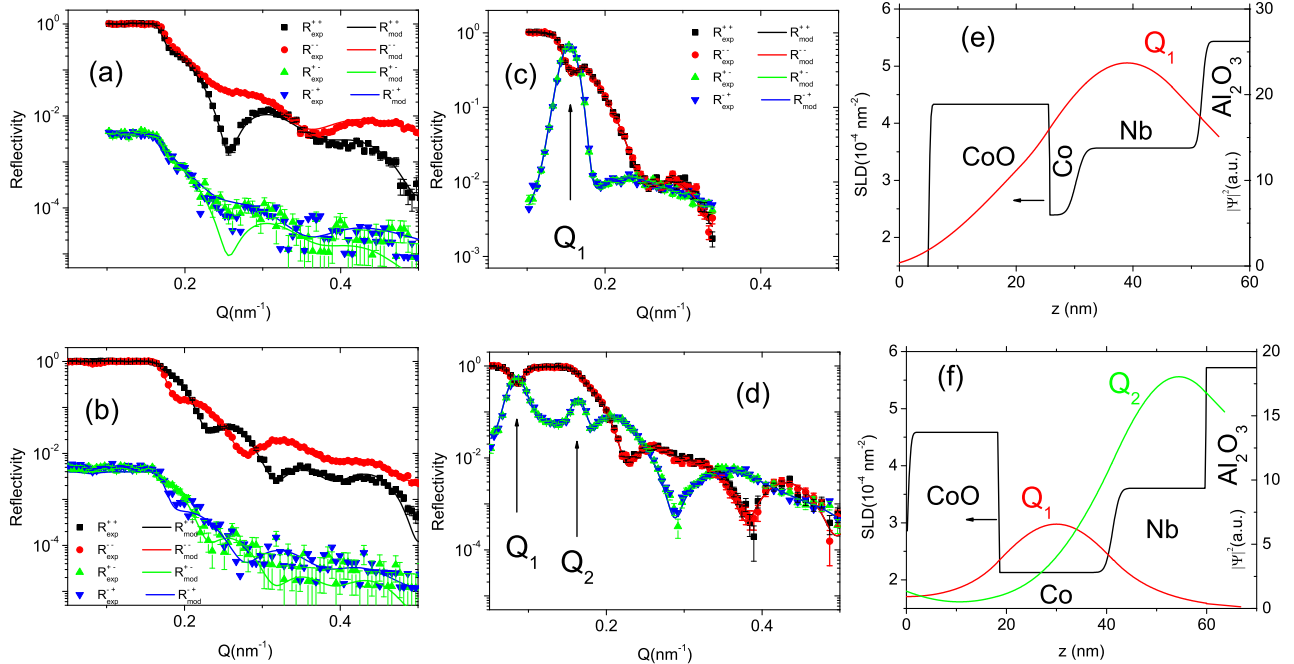 (a)
Reflectivity
Q(nm⁻¹)
10⁰
10⁻²
10⁻⁴
0.2
0.4
R⁺⁺exp R⁺⁺mod
R⁻⁻exp R⁻⁻mod
R⁺⁻exp R⁺⁻mod
R⁻⁺exp R⁻⁺mod
(c)
Reflectivity
Q(nm⁻¹)
10⁰
10⁻¹
10⁻²
10⁻³
0.2
0.4
R⁺⁺exp R⁺⁺mod
R⁻⁻exp R⁻⁻mod
R⁺⁻exp R⁺⁻mod
R⁻⁺exp R⁻⁺mod
Q₁
(e)
SLD(10⁻⁴ nm⁻²)
6
5
4
3
2
0 20 40 60
z (nm)
30
20
10
0
|Ψ|²(a.u.)
Q₁
CoO
Co
Nb
Al₂O₃
(b)
Reflectivity
Q(nm⁻¹)
10⁰
10⁻²
10⁻⁴
0.2
0.4
R⁺⁺exp R⁺⁺mod
R⁻⁻exp R⁻⁻mod
R⁺⁻exp R⁺⁻mod
R⁻⁺exp R⁻⁺mod
(d)
Reflectivity
Q(nm⁻¹)
10⁰
10⁻¹
10⁻²
10⁻³
10⁻⁴
10⁻⁵
0.2
0.4
Q₁
Q₂
(f)
SLD(10⁻⁴ nm⁻²)
6
5
4
3
2
0 20 40 60
z (nm)
20
15
10
5
0
|Ψ|²(a.u.)
Q₁
Q₂
CoO
Co
Nb
Al₂O₃